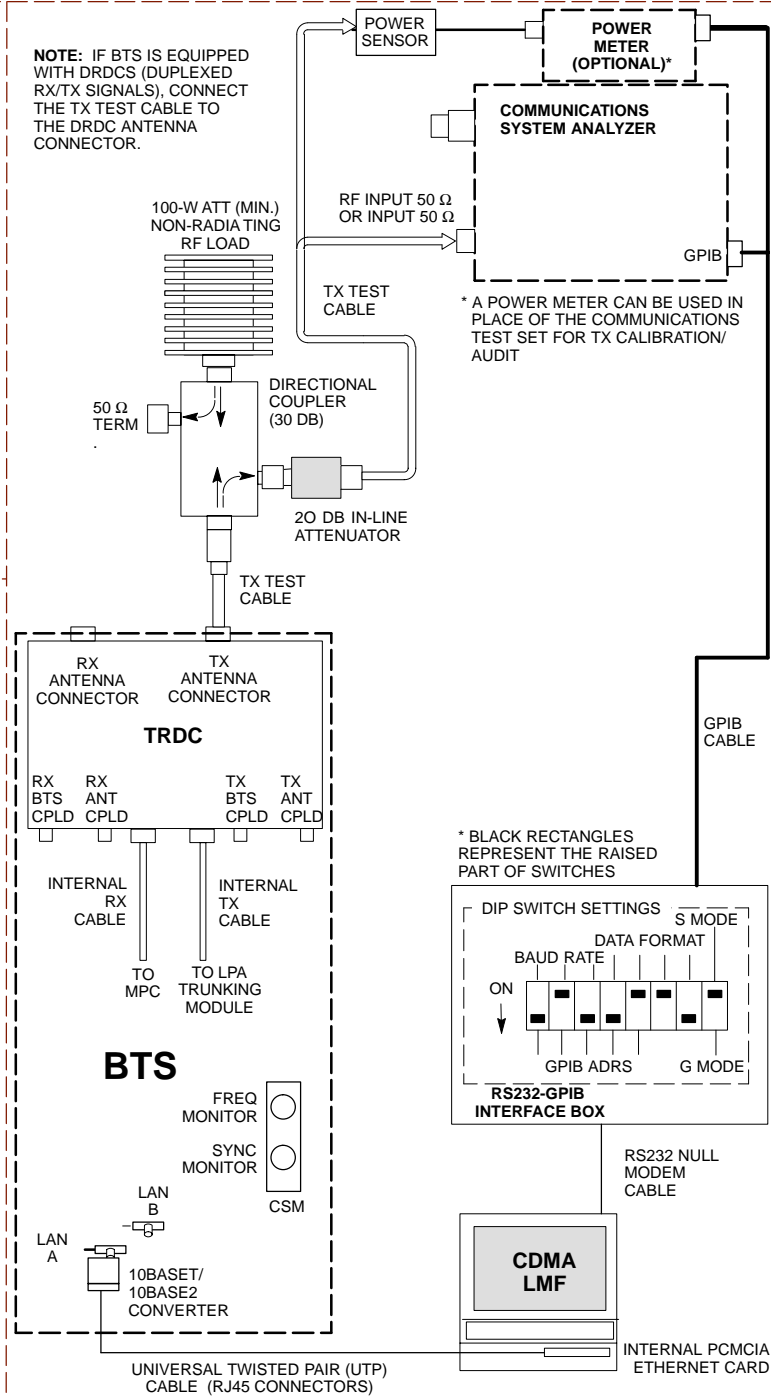 POWER
SENSOR
POWER
METER
(OPTIONAL)*
NOTE: IF BTS IS EQUIPPED
WITH DRDCS (DUPLEXED
RX/TX SIGNALS), CONNECT
THE TX TEST CABLE TO
THE DRDC ANTENNA
CONNECTOR.
COMMUNICATIONS
SYSTEM ANALYZER
RF INPUT 50 Ω
OR INPUT 50 Ω
GPIB
100-W ATT (MIN.)
NON-RADIA TING
RF LOAD
TX TEST
CABLE
* A POWER METER CAN BE USED IN
PLACE OF THE COMMUNICATIONS
TEST SET FOR TX CALIBRATION/
AUDIT
50 Ω
TERM
.
DIRECTIONAL
COUPLER
(30 DB)
2O DB IN-LINE
ATTENUATOR
TX TEST
CABLE
RX
ANTENNA
CONNECTOR
TX
ANTENNA
CONNECTOR
TRDC
RX
BTS
CPLD
RX
ANT
CPLD
TX
BTS
CPLD
TX
ANT
CPLD
GPIB
CABLE
INTERNAL
RX
CABLE
INTERNAL
TX
CABLE
TO
MPC
TO LPA
TRUNKING
MODULE
* BLACK RECTANGLES
REPRESENT THE RAISED
PART OF SWITCHES
DIP SWITCH SETTINGS
S MODE
DATA FORMAT
BAUD RATE
ON
GPIB ADRS
G MODE
RS232-GPIB
INTERFACE BOX
BTS
FREQ
MONITOR
SYNC
MONITOR
CSM
LAN
B
LAN
A
10BASET/
10BASE2
CONVERTER
RS232 NULL
MODEM
CABLE
CDMA
LMF
INTERNAL PCMCIA
ETHERNET CARD
UNIVERSAL TWISTED PAIR (UTP)
CABLE (RJ45 CONNECTORS)